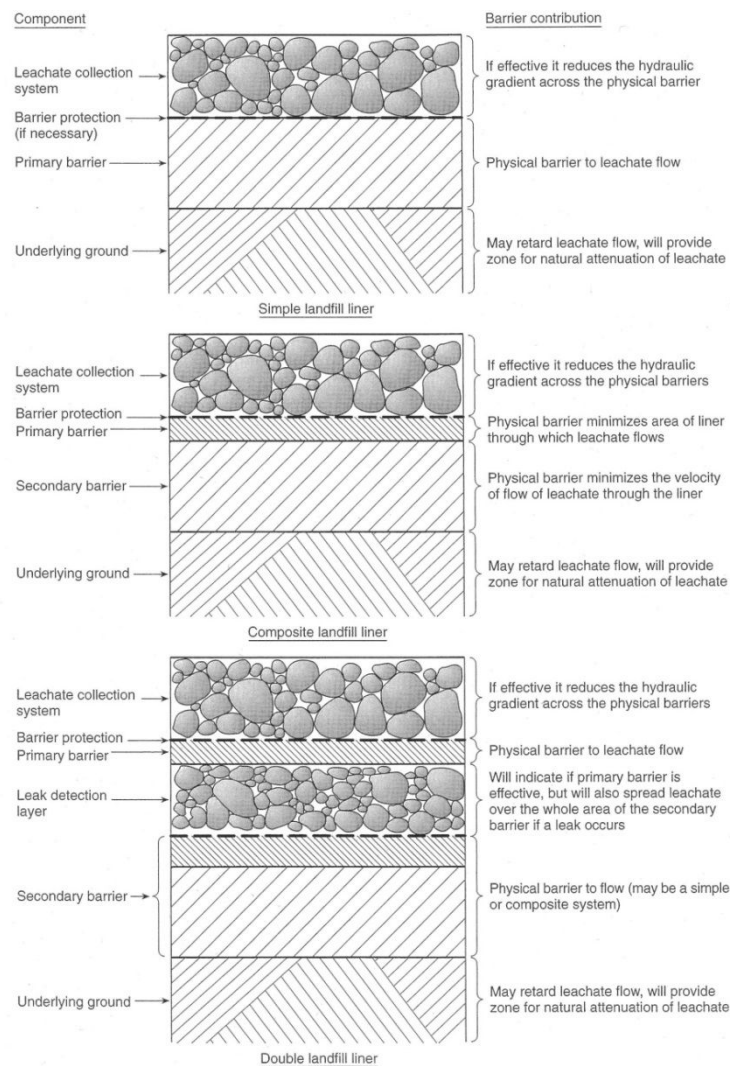 Component
Barrier contribution
Leachate collection
system
If effective it reduces the hydraulic
gradient across the physical barrier
Barrier protection
(if necessary)
Primary barrier
Physical barrier to leachate flow
Underlying ground
May retard leachate flow, will provide
zone for natural attenuation of leachate
Simple landfill liner
Leachate collection
system
If effective it reduces the hydraulic
gradient across the physical barriers
Barrier protection
Primary barrier
Physical barrier minimizes area of liner
through which leachate flows
Secondary barrier
Physical barrier minimizes the velocity
of flow of leachate through the liner
Underlying ground
May retard leachate flow, will provide
zone for natural attenuation of leachate
Composite landfill liner
Leachate collection
system
If effective it reduces the hydraulic
gradient across the physical barriers
Barrier protection
Primary barrier
Physical barrier to leachate flow
Leak detection
layer
Will indicate if primary barrier is
effective, but will also spread leachate
over the whole area of the secondary
barrier if a leak occurs
Secondary barrier
Physical barrier to flow (may be a simple
or composite system)
Underlying ground
May retard leachate flow, will provide
zone for natural attenuation of leachate
Double landfill liner